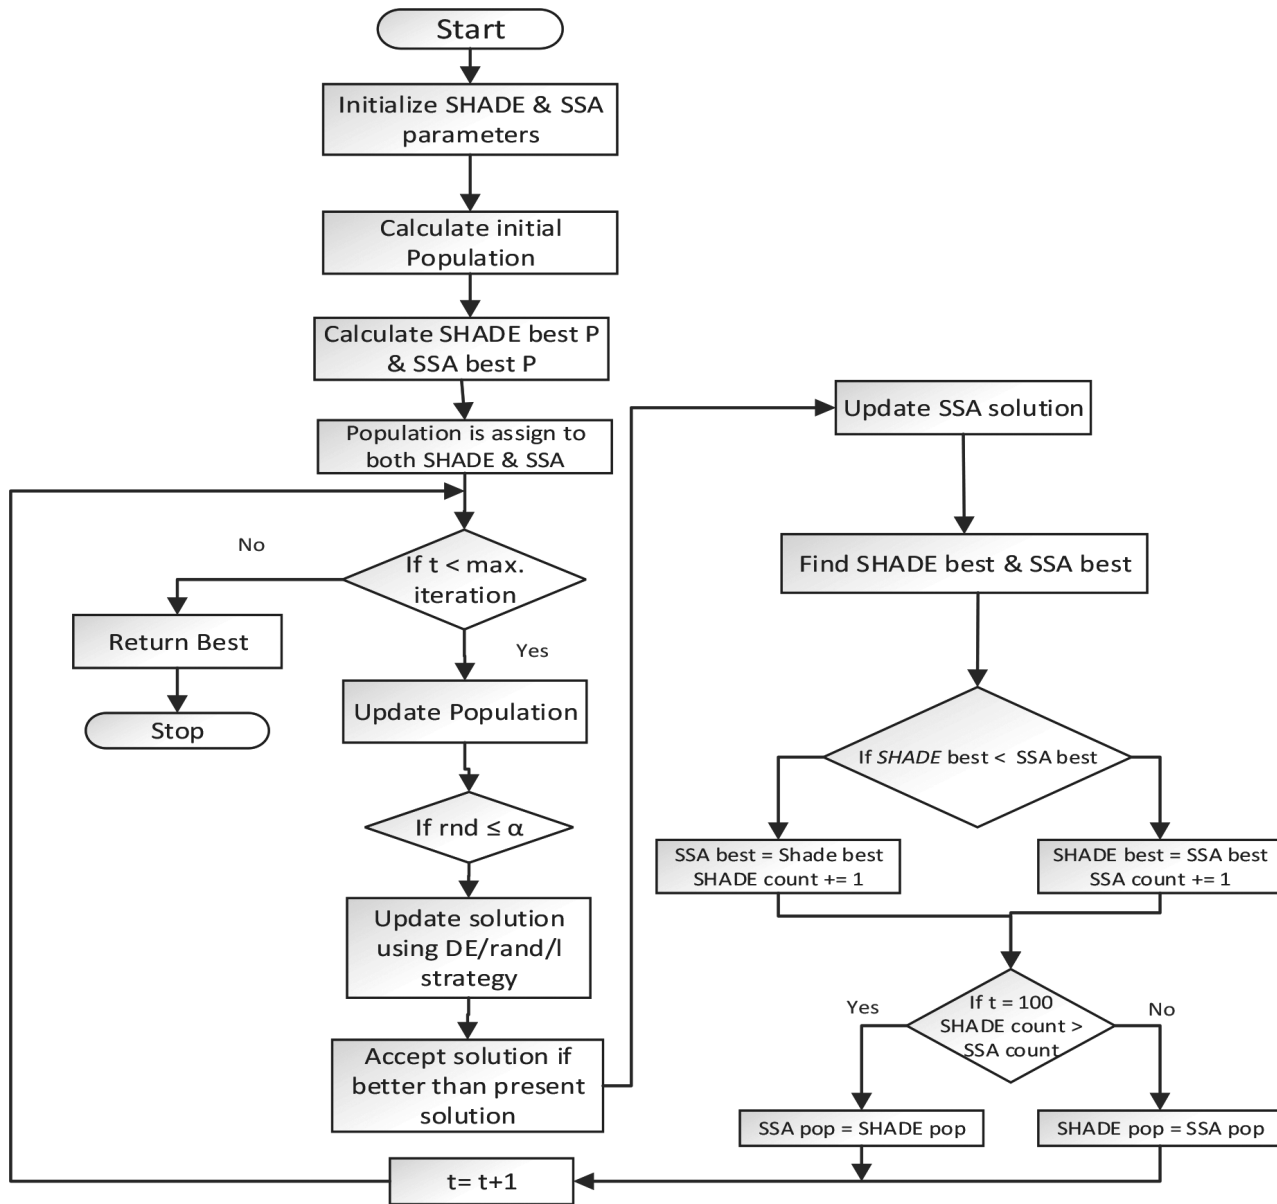 Start
Initialize SHADE & SSA
parameters
Calculate initial
Population
Calculate SHADE best P
& SSA best P
Population is assign to
both SHADE & SSA
If t < max.
iteration
No
Return Best
Stop
Yes
Update Population
If rnd ≤ α
Update solution
using DE/rand/l
strategy
Accept solution if
better than present
solution
Update SSA solution
Find SHADE best & SSA best
If SHADE best < SSA best
SSA best = Shade best
SHADE count += 1
SHADE best = SSA best
SSA count += 1
If t = 100
SHADE count >
SSA count
Yes
No
SSA pop = SHADE pop
SHADE pop = SSA pop
t= t+1